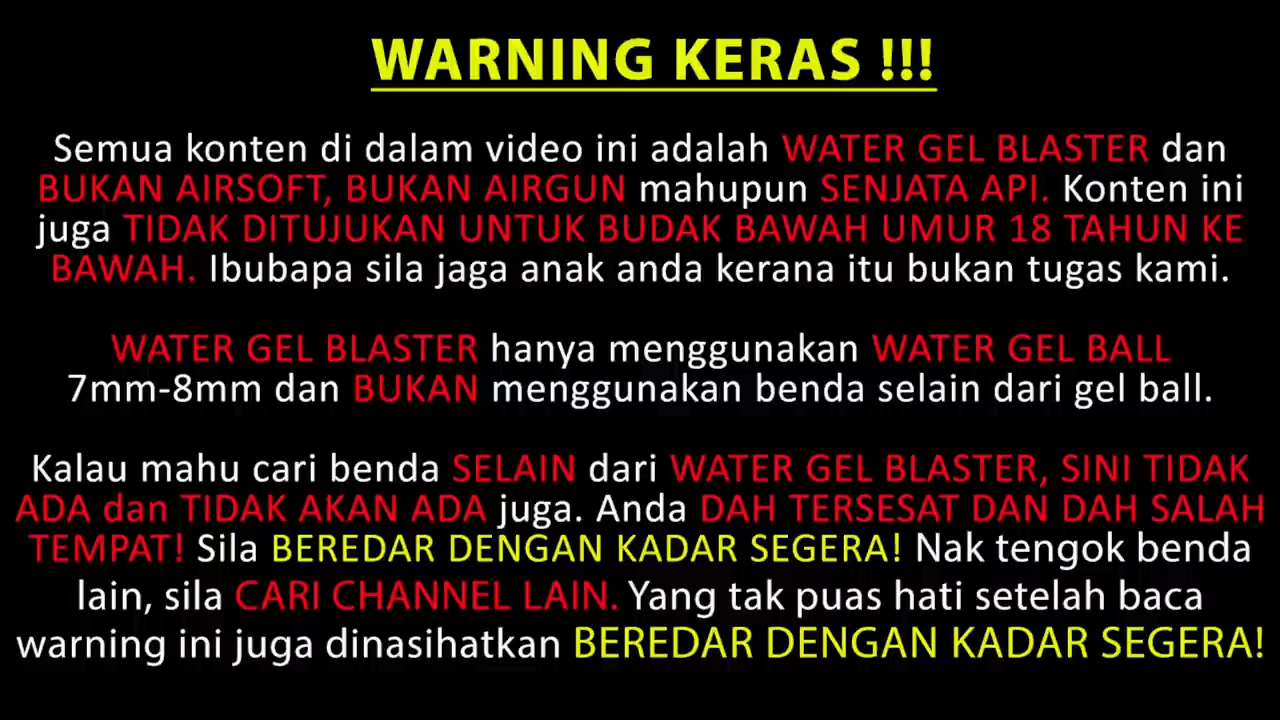 WARNING KERAS !!!
Semua konten di dalam video ini adalah WATER GEL BLASTER dan
BUKAN AIRSOFT, BUKAN AIRGUN mahupun SENJATA API. Konten ini
juga TIDAK DITUJUKAN UNTUK BUDAK BAWAH UMUR 18 TAHUN KE
BAWAH. Ibubapa sila jaga anak anda kerana itu bukan tugas kami.
WATER GEL BLASTER hanya menggunakan WATER GEL BALL
7mm-8mm dan BUKAN menggunakan benda selain dari gel ball.
Kalau mahu cari benda SELAIN dari WATER GEL BLASTER, SINI TIDAK
ADA dan TIDAK AKAN ADA juga. Anda DAH TERSESAT DAN DAH SALAH
TEMPAT! Sila BEREDAR DENGAN KADAR SEGERA! Nak tengok benda
lain, sila CARI CHANNEL LAIN. Yang tak puas hati setelah baca
warning ini juga dinasihatkan BEREDAR DENGAN KADAR SEGERA!